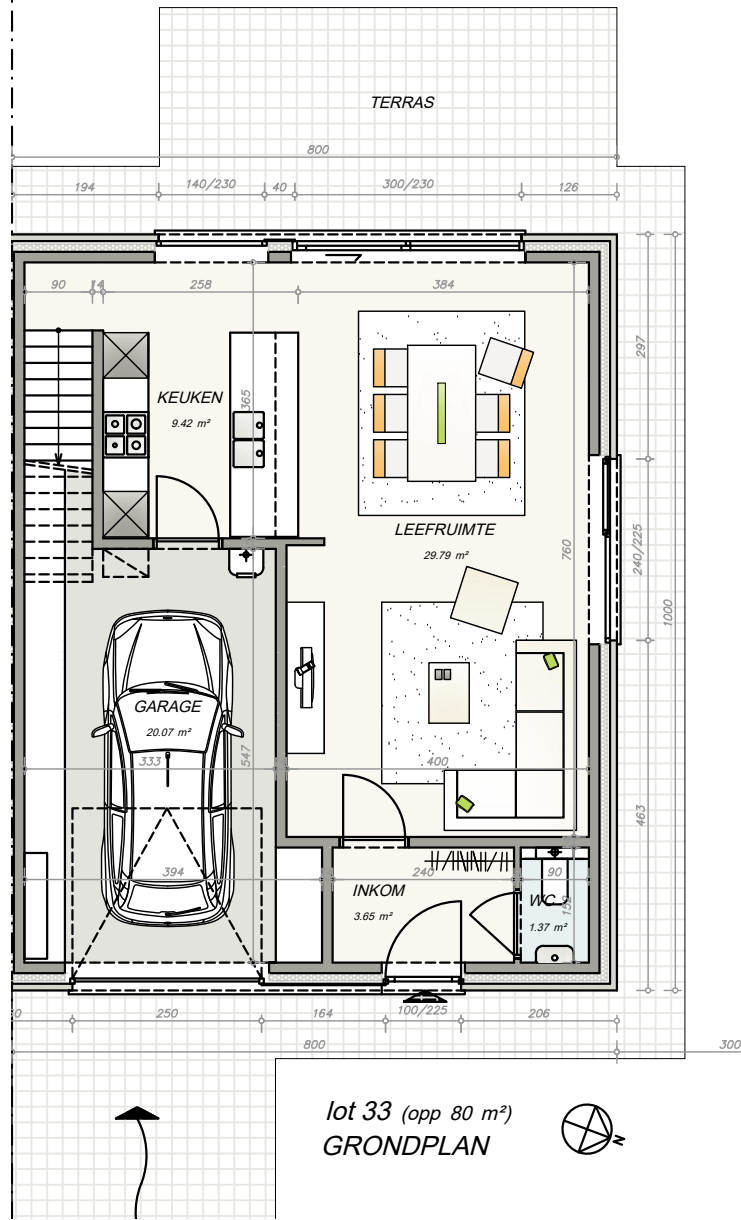 TERRAS
800
194 140/230 40 300/230 126
90 14 258 384
297
KEUKEN
9.42 m²
365
LEEFRUIMTE
29.79 m²
760
240/225
1000
GARAGE
20.07 m²
333
547
400
463
394
240
90
INKOM
3.65 m²
WC
1.37 m²
152
250 164 100/225 206
800 300
lot 33 (opp 80 m²)
GRONDPLAN
N